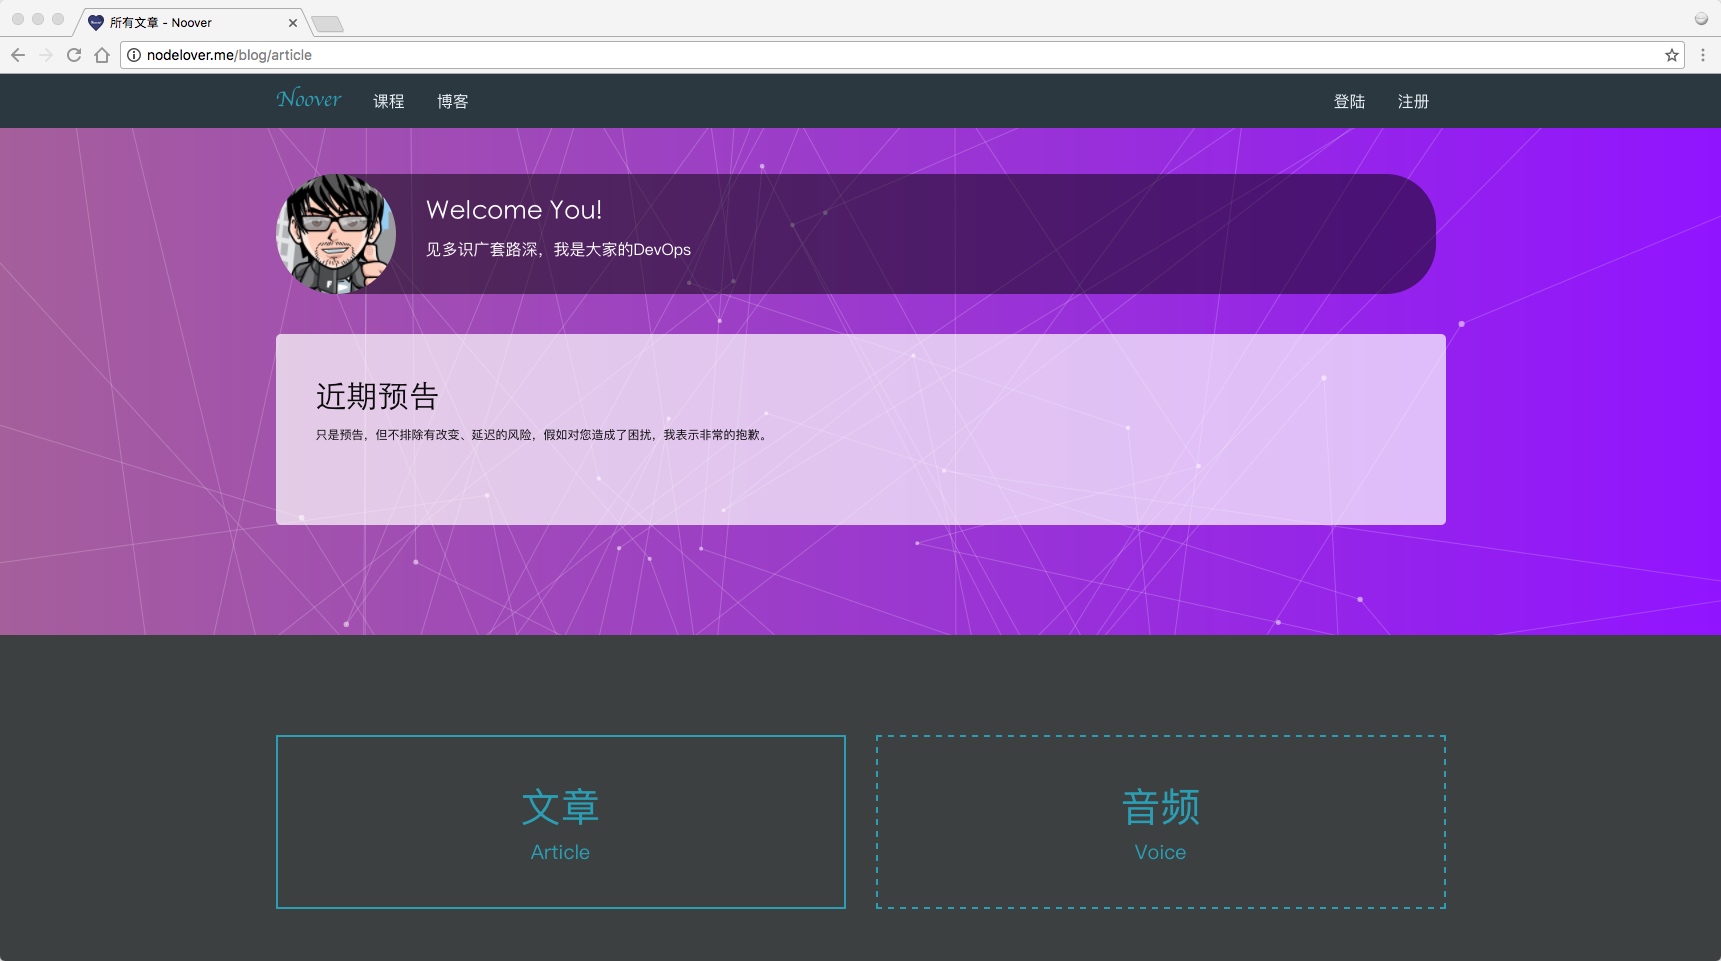 所有文章 - Noover
nodelover.me/blog/article
Noover 课程 博客 登陆 注册
Welcome You!
见多识广套路深，我是大家的DevOps
近期预告
只是预告，但不排除有改变、延迟的风险，假如对您造成了困扰，我表示非常的抱歉。
文章
Article
音频
Voice